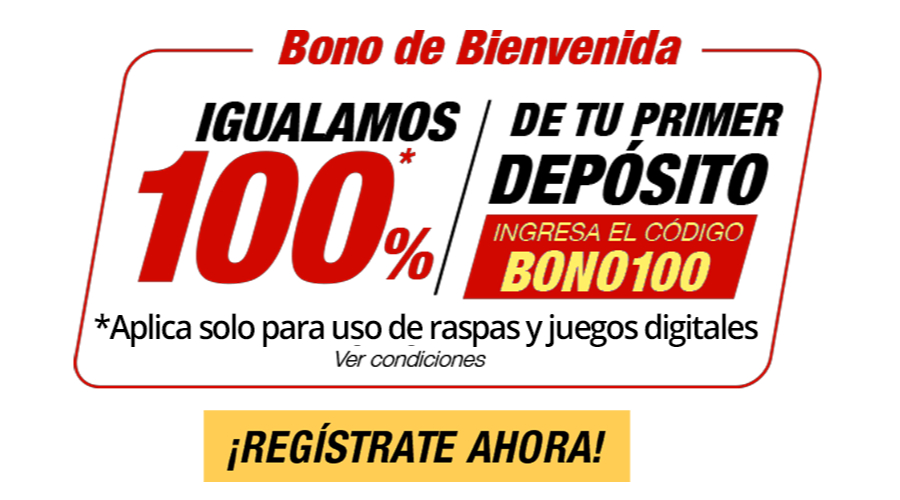 Bono de Bienvenida
IGUALAMOS
100%*
DE TU PRIMER
DEPÓSITO
INGRESA EL CÓDIGO
BONO100
*Aplica solo para uso de raspas y juegos digitales
Ver condiciones
¡REGÍSTRATE AHORA!